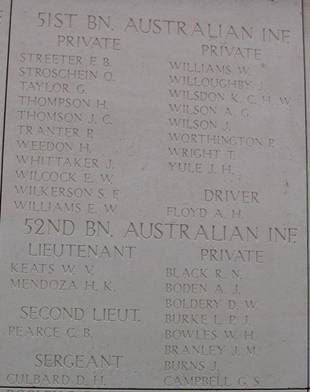 51ST BN. AUSTRALIAN INF.
PRIVATE
STREETER F. B.
STROSCHEIN O.
TAYLOR G.
THOMPSON H.
THOMSON J. C.
TRANTER P.
WEEDON H.
WHITTAKER J.
WILCOCK E. W.
WILKERSON S. F.
WILLIAMS E. W.
PRIVATE
WILLIAMS W.
WILLOUGHBY J.
WILSDON K. C. H. W.
WILSON A. G.
WILSON J.
WORTHINGTON R.
WRIGHT T.
YULE J. H.
DRIVER
FLOYD A. H.
52ND BN. AUSTRALIAN INF.
LIEUTENANT
KEATS W. V.
MENDOZA H. K.
SECOND LIEUT.
PEARCE C. B.
SERGEANT
CULBARD D. H.
PRIVATE
BLACK R. N.
BODEN A. J.
BOLDERY D. W.
BURKE L. P. J.
BOWLES W. H.
BRANLEY J. M.
BURNS J.
CAMPBELL G. S.